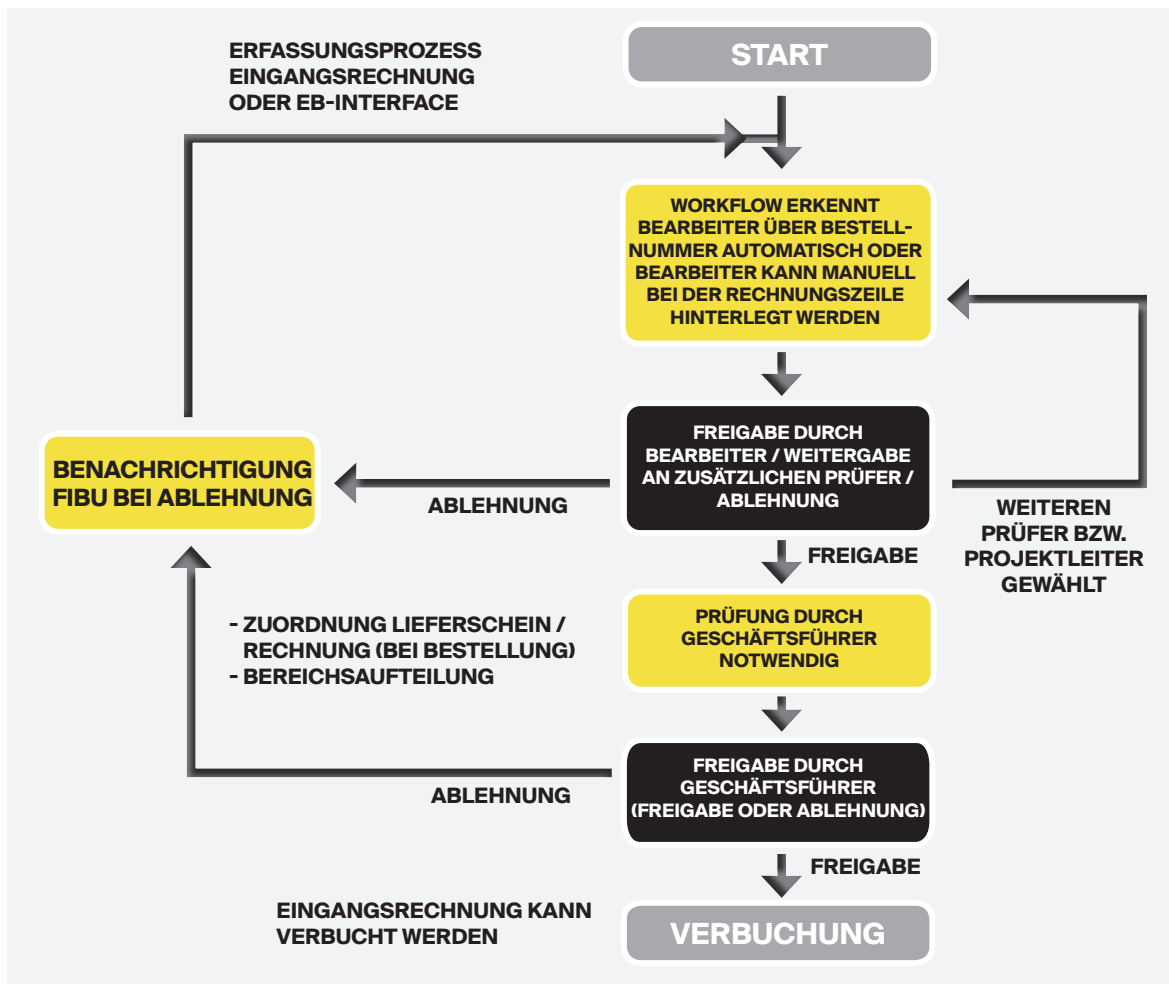 ERFASSUNGSPROZESS
EINGANGSRECHNUNG
ODER EB-INTERFACE
START
WORKFLOW ERKENNT
BEARBEITER ÜBER BESTELL-
NUMMER AUTOMATISCH ODER
BEARBEITER KANN MANUELL
BEI DER RECHNUNGSZEILE
HINTERLEGT WERDEN
BENACHRICHTIGUNG
FIBU BEI ABLEHNUNG
ABLEHNUNG
FREIGABE DURCH
BEARBEITER / WEITERGABE
AN ZUSÄTZLICHEN PRÜFER /
ABLEHNUNG
WEITEREN
PRÜFER BZW.
PROJEKTLEITER
GEWÄHLT
FREIGABE
- ZUORDNUNG LIEFERSCHEIN /
RECHNUNG (BEI BESTELLUNG)
- BEREICHSAUFTEILUNG
PRÜFUNG DURCH
GESCHÄFTSFÜHRER
NOTWENDIG
ABLEHNUNG
FREIGABE DURCH
GESCHÄFTSFÜHRER
(FREIGABE ODER ABLEHNUNG)
FREIGABE
EINGANGSRECHNUNG KANN
VERBUCHT WERDEN
VERBUCHUNG